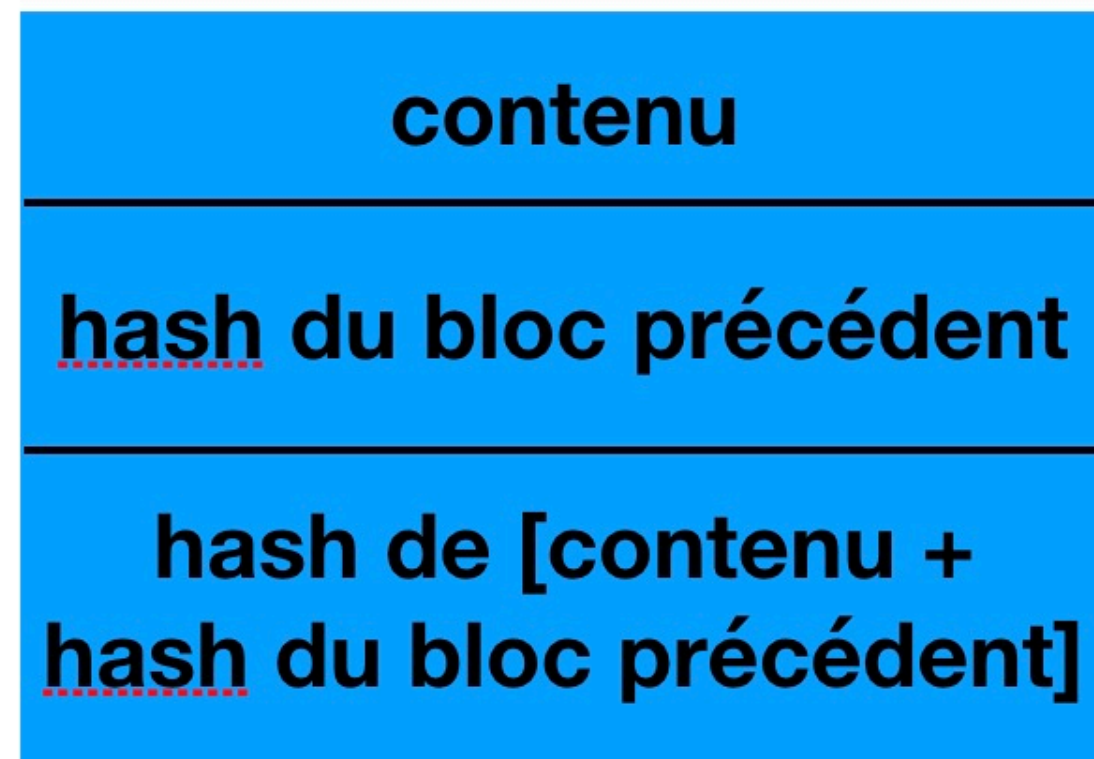 contenu
hash du bloc précédent
hash de [contenu +
hash du bloc précédent]